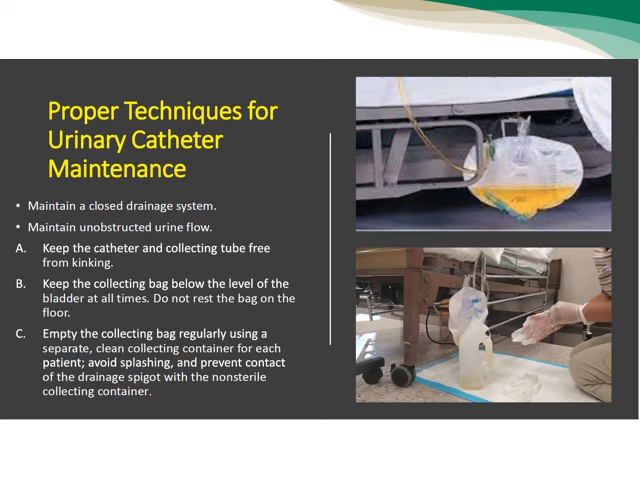 Proper Techniques for
Urinary Catheter
Maintenance
• Maintain a closed drainage system.
• Maintain unobstructed urine flow.
A. Keep the catheter and collecting tube free
from kinking.
B. Keep the collecting bag below the level of the
bladder at all times. Do not rest the bag on the
floor.
C. Empty the collecting bag regularly using a
separate, clean collecting container for each
patient; avoid splashing, and prevent contact
of the drainage spigot with the nonsterile
collecting container.